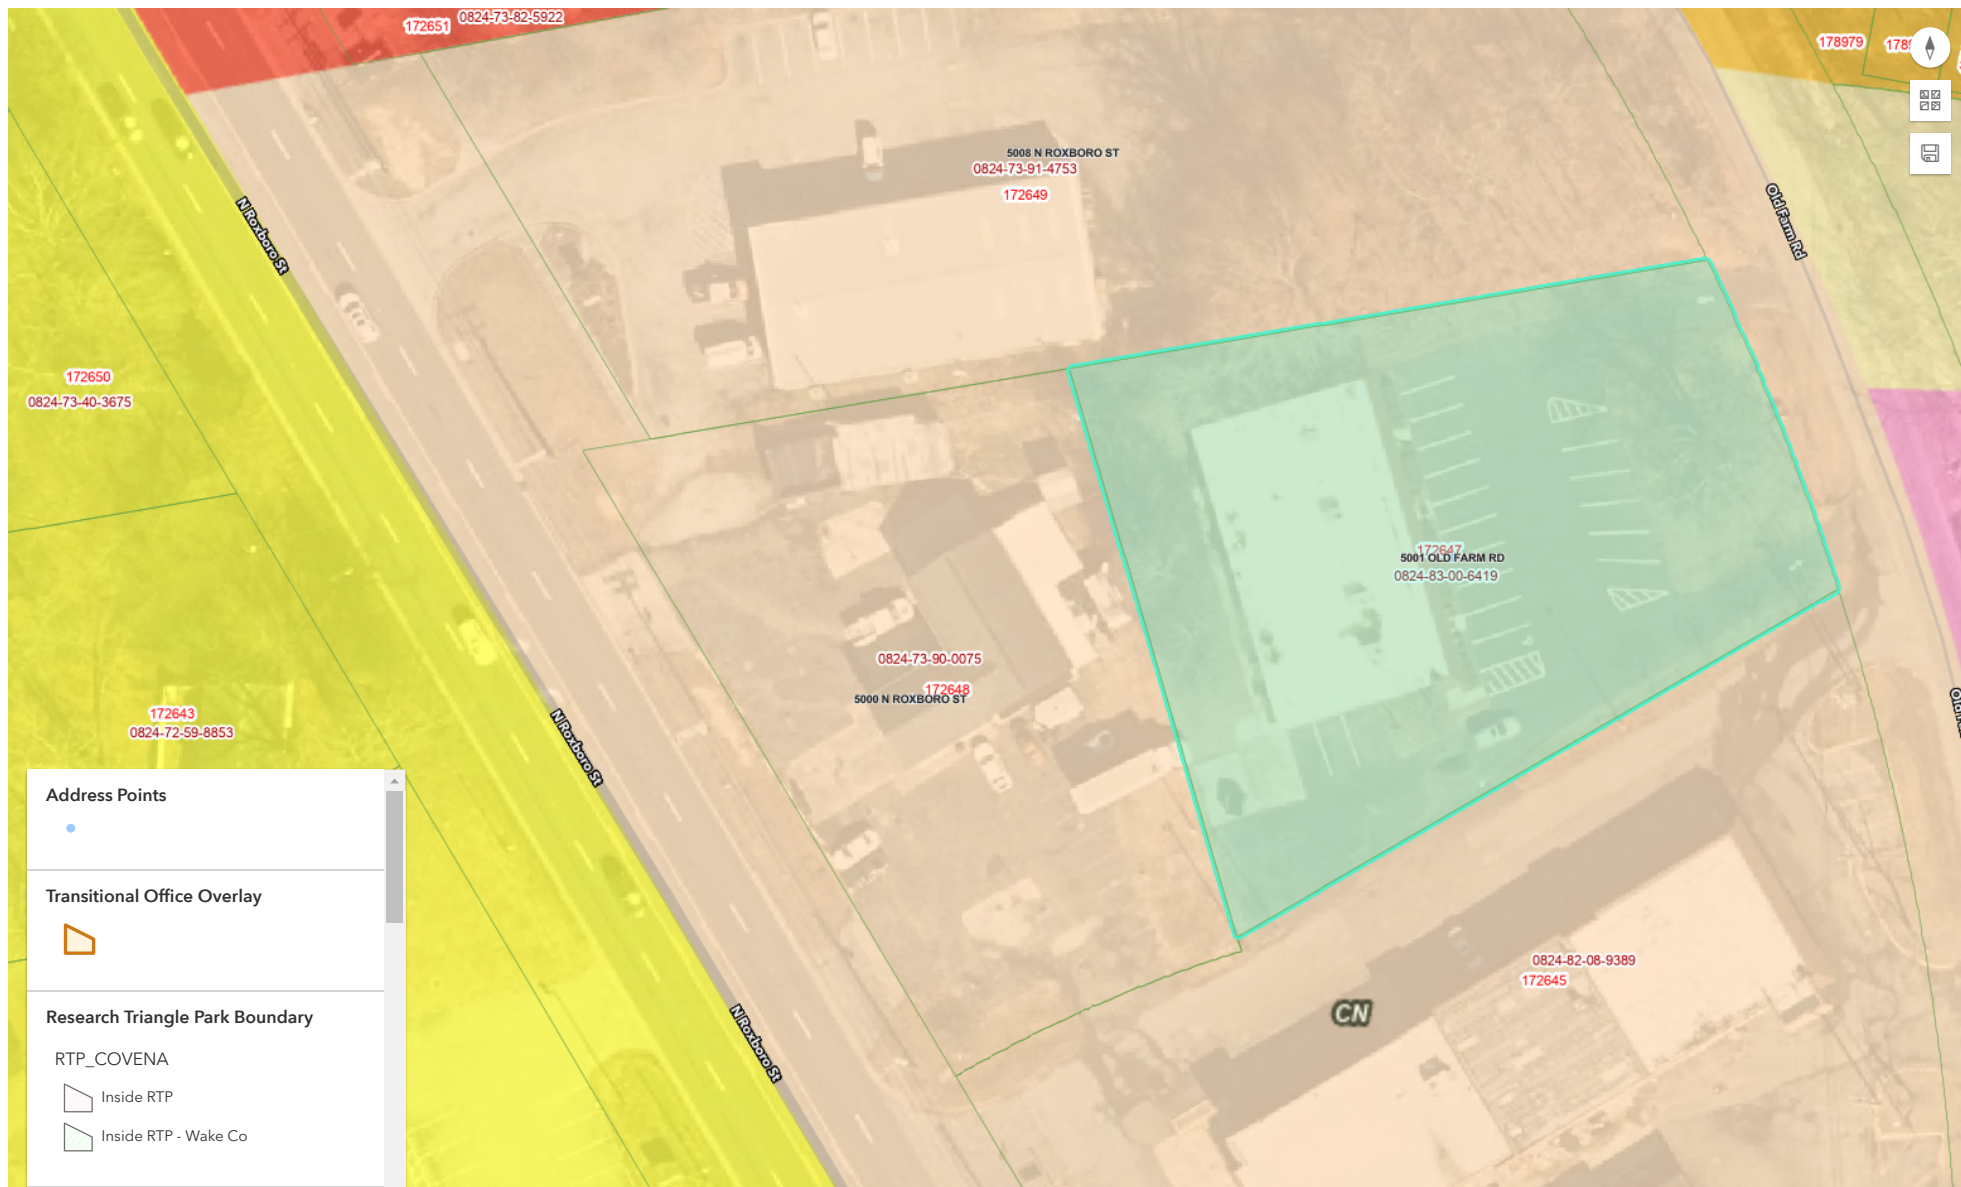 172651
0824-73-82-5922
178979
5008 N ROXBORO ST
0824-73-91-4753
172649
N Roxboro St
Old Farm Rd
172650
0824-73-40-3675
172647
5001 OLD FARM RD
0824-83-00-6419
0824-73-90-0075
172648
5000 N ROXBORO ST
172643
0824-72-59-8853
N Roxboro St
0824-82-08-9389
172645
CN
N Roxboro St
Address Points
Transitional Office Overlay
Research Triangle Park Boundary
RTP_COVENA
Inside RTP
Inside RTP - Wake Co